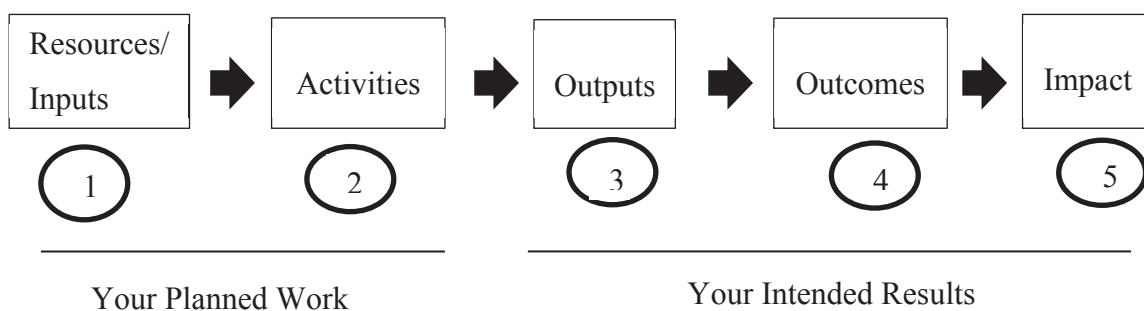 Resources/
Inputs
Activities
Outputs
Outcomes
Impact
1
2
3
4
5
Your Planned Work
Your Intended Results